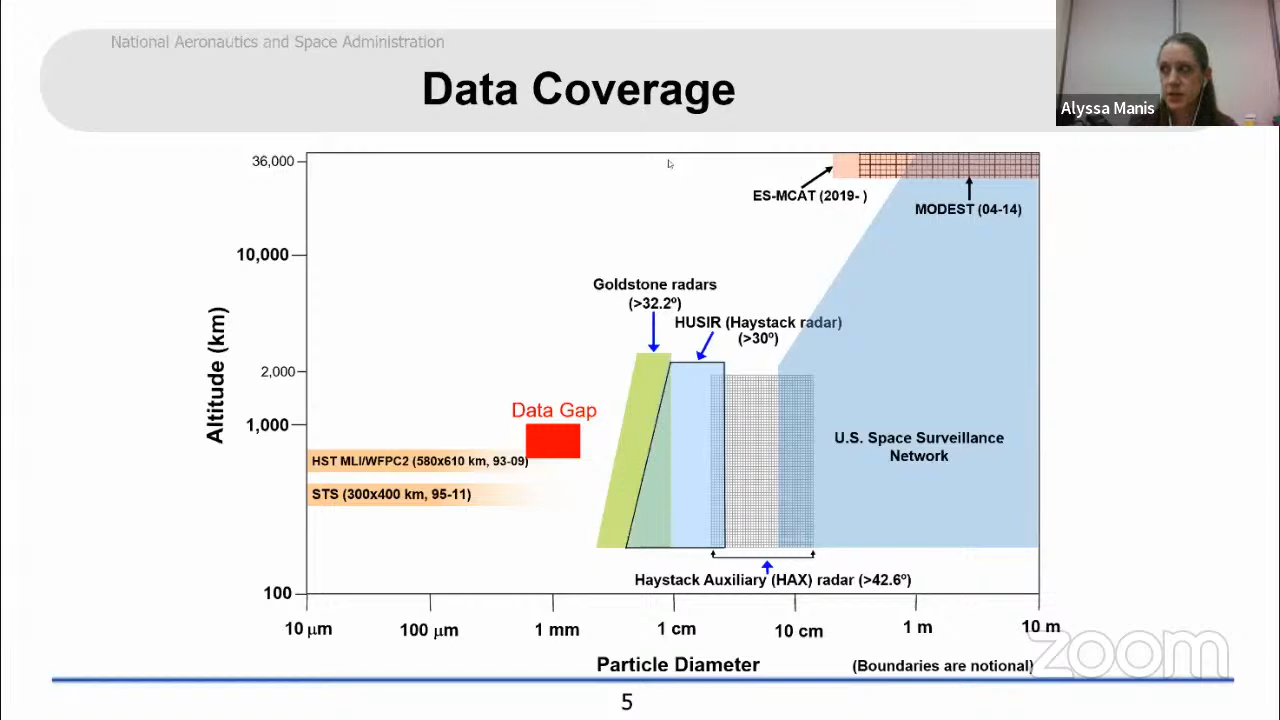 National Aeronautics and Space Administration
Data Coverage
Alyssa Manis
36,000
ES-MCAT (2019- )
MODEST (04-14)
10,000
Goldstone radars
(>32.2º)
HUSIR (Haystack radar)
(>30º)
Altitude (km)
2,000
Data Gap
1,000
U.S. Space Surveillance
Network
HST MLI/WFPC2 (580x610 km, 93-09)
STS (300x400 km, 95-11)
Haystack Auxiliary (HAX) radar (>42.6º)
100
10 µm 100 µm 1 mm 1 cm 10 cm 1 m 10 m
Particle Diameter (Boundaries are notional)
zoom
5